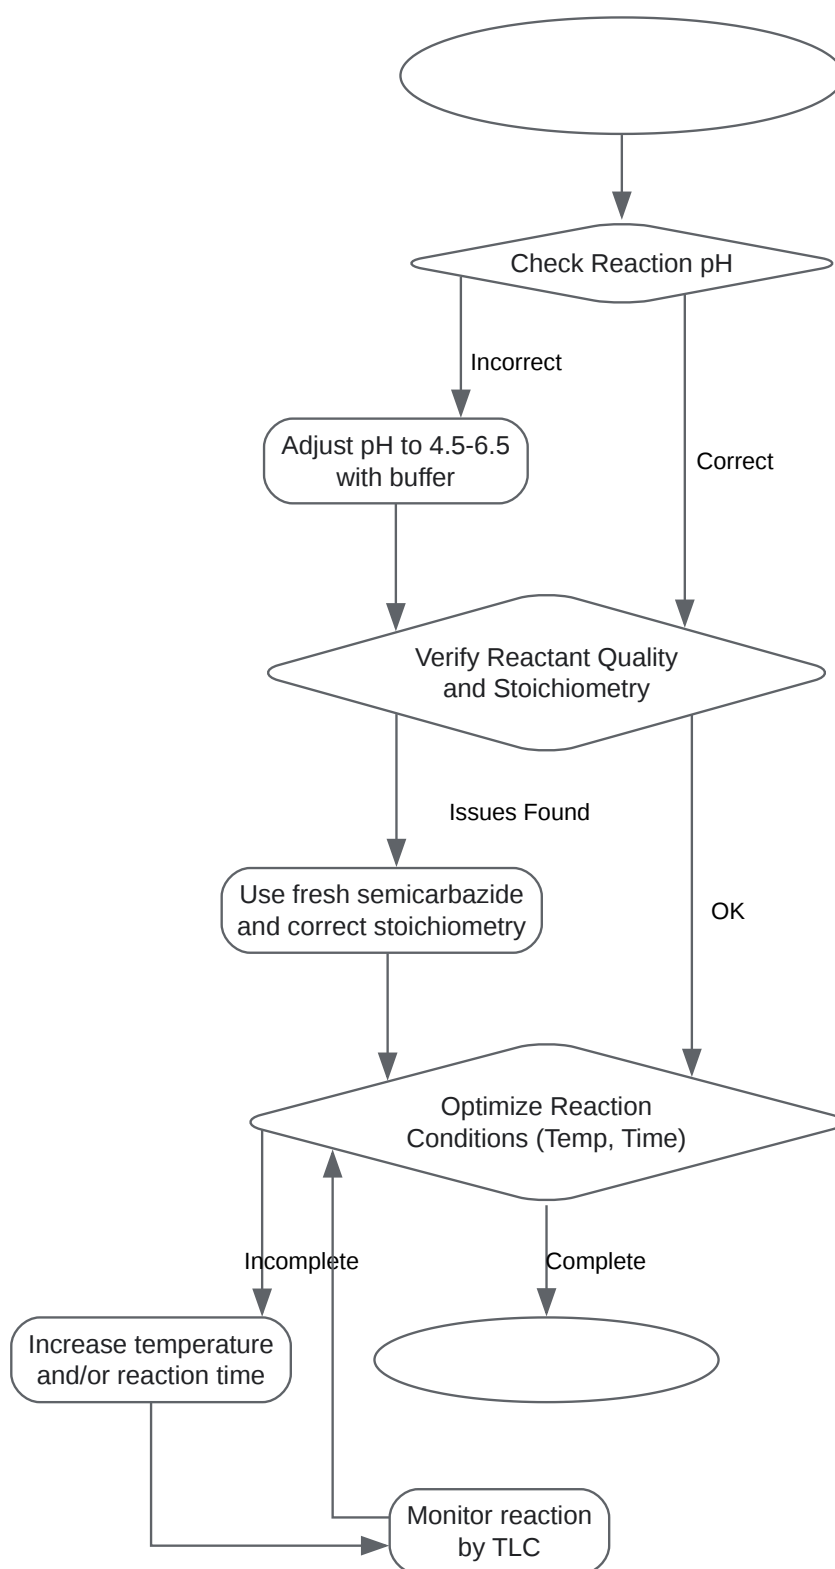 Check Reaction pH
Incorrect
Adjust pH to 4.5-6.5
with buffer
Correct
Verify Reactant Quality
and Stoichiometry
Issues Found
Use fresh semicarbazide
and correct stoichiometry
OK
Optimize Reaction
Conditions (Temp, Time)
Incomplete
Complete
Increase temperature
and/or reaction time
Monitor reaction
by TLC